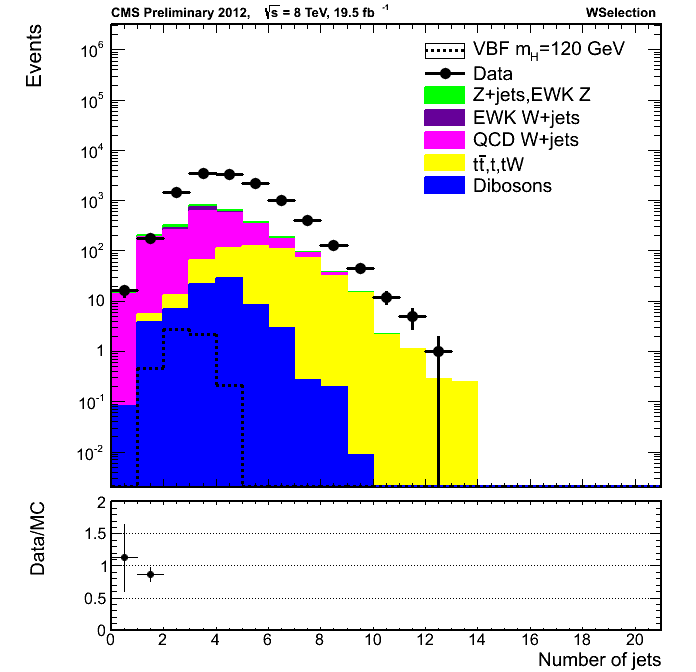 CMS Preliminary 2012, √s = 8 TeV, 19.5 fb⁻¹ WSelection
Events
10⁶
10⁵
10⁴
10³
10²
10
1
10⁻¹
10⁻²
VBF m_H=120 GeV
Data
Z+jets,EWK Z
EWK W+jets
QCD W+jets
tt̄,t,tW
Dibosons
Data/MC
2
1.5
1
0.5
0
0 2 4 6 8 10 12 14 16 18 20
Number of jets